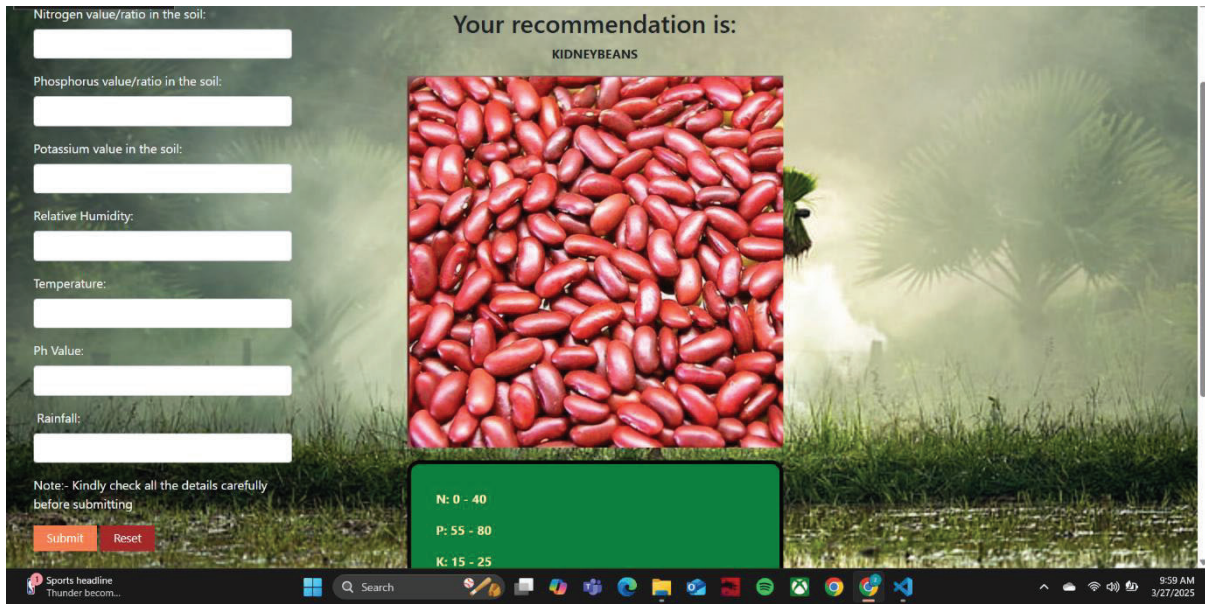 Nitrogen value/ratio in the soil:
Phosphorus value/ratio in the soil:
Potassium value in the soil:
Relative Humidity:
Temperature:
Ph Value:
Rainfall:
Note:- Kindly check all the details carefully
before submitting
Submit Reset
Your recommendation is:
KIDNEYBEANS
N: 0 - 40
P: 55 - 80
K: 15 - 25
1
Sports headline
Thunder becom...
Search
9:59 AM
3/27/2025